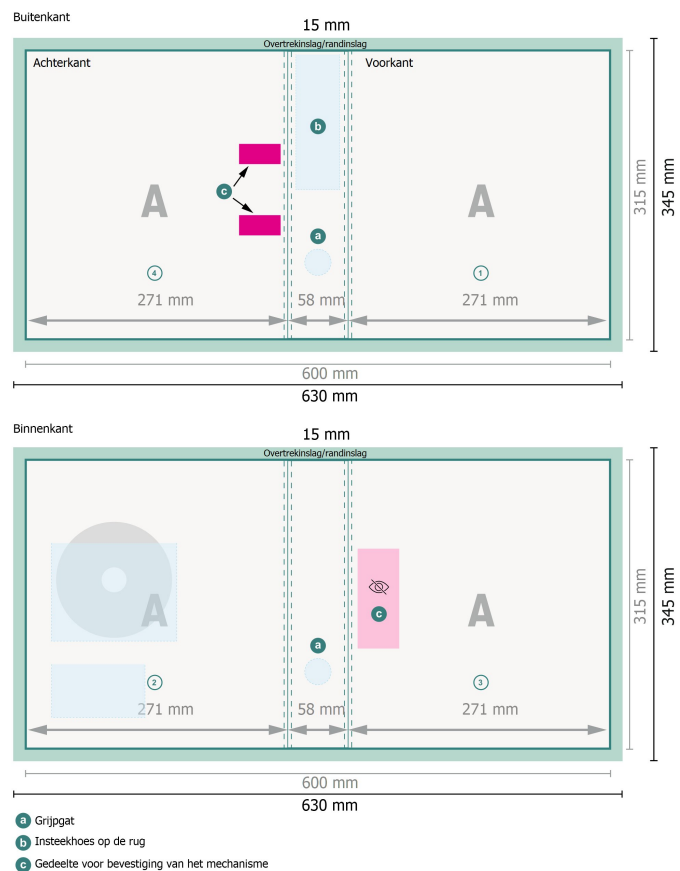 Buitenkant
15 mm
Overtrekinslag/randinslag
Achterkant
Voorkant
b
c
A
A
a
4
1
271 mm
58 mm
271 mm
315 mm
345 mm
600 mm
630 mm
Binnenkant
15 mm
Overtrekinslag/randinslag
A
c
A
a
2
3
271 mm
58 mm
271 mm
315 mm
345 mm
600 mm
630 mm
a Grijpgat
b Insteekhoes op de rug
c Gedeelte voor bevestiging van het mechanisme